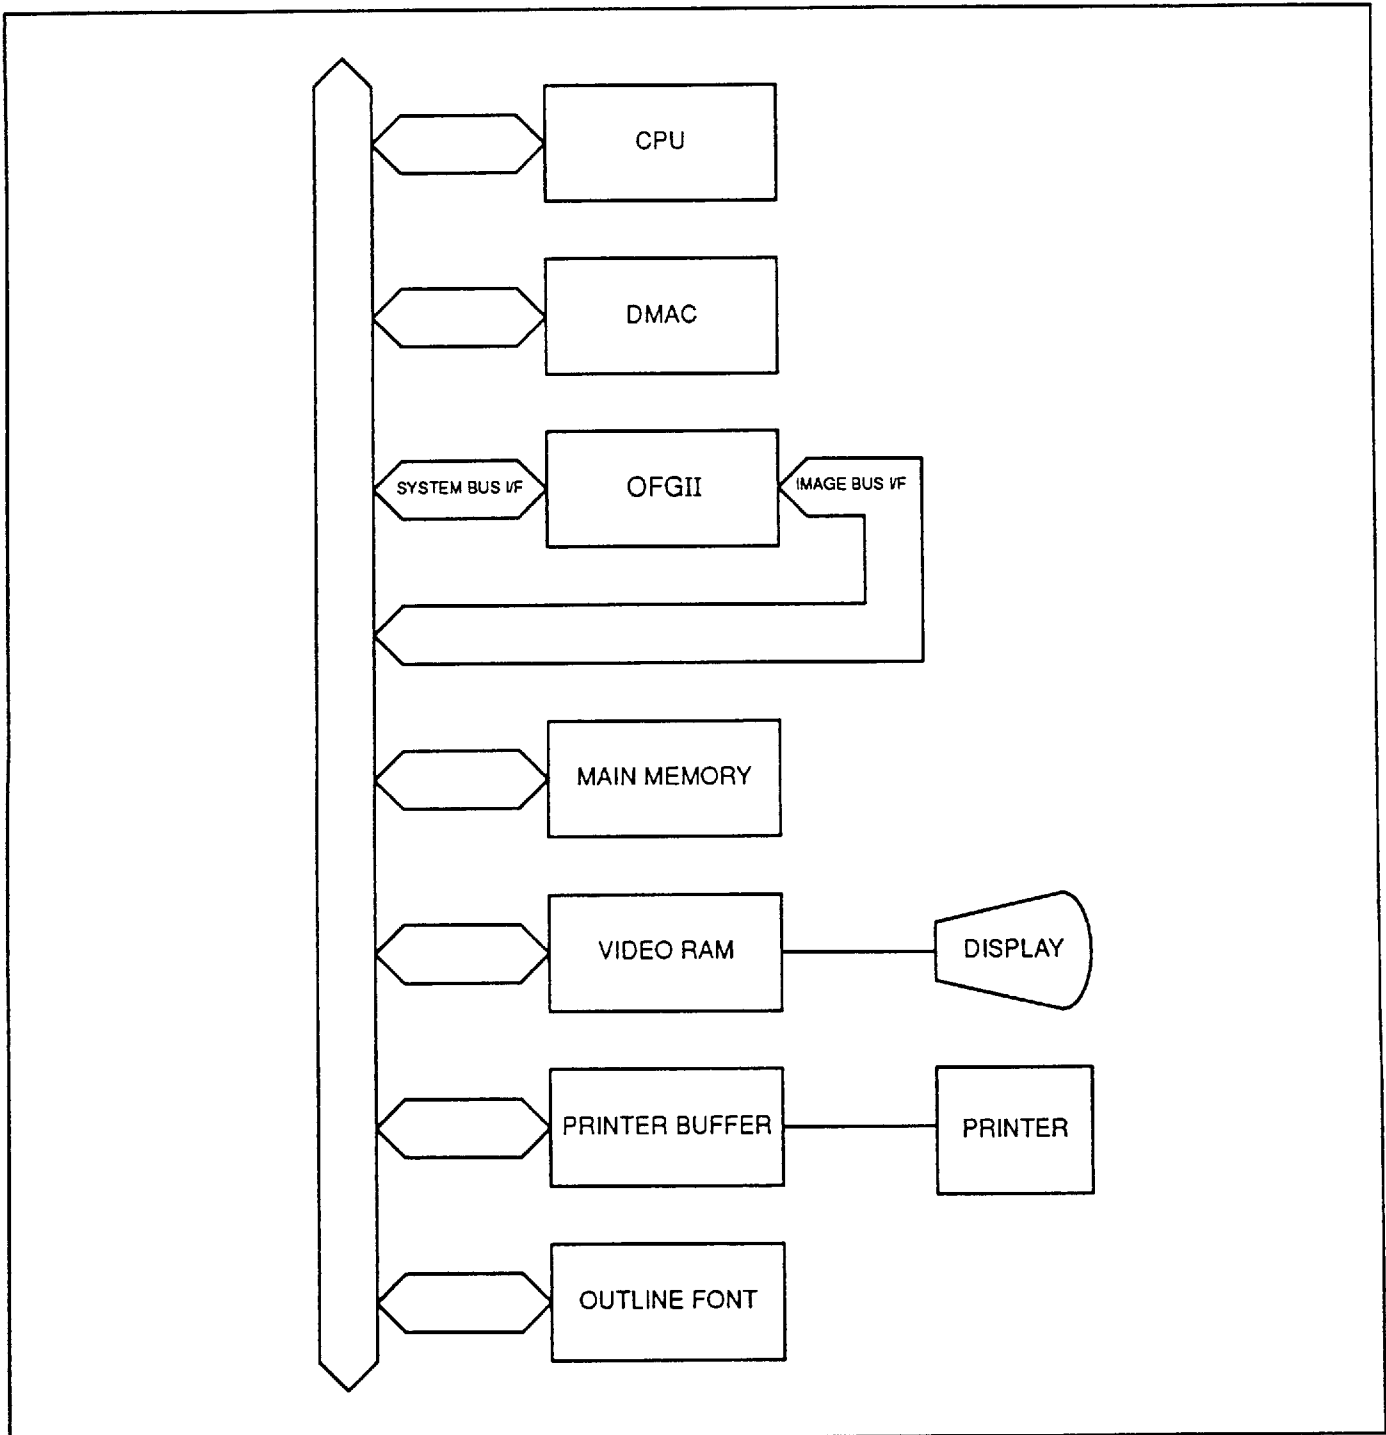 CPU
DMAC
SYSTEM BUS I/F
OFGII
IMAGE BUS I/F
MAIN MEMORY
VIDEO RAM
DISPLAY
PRINTER BUFFER
PRINTER
OUTLINE FONT